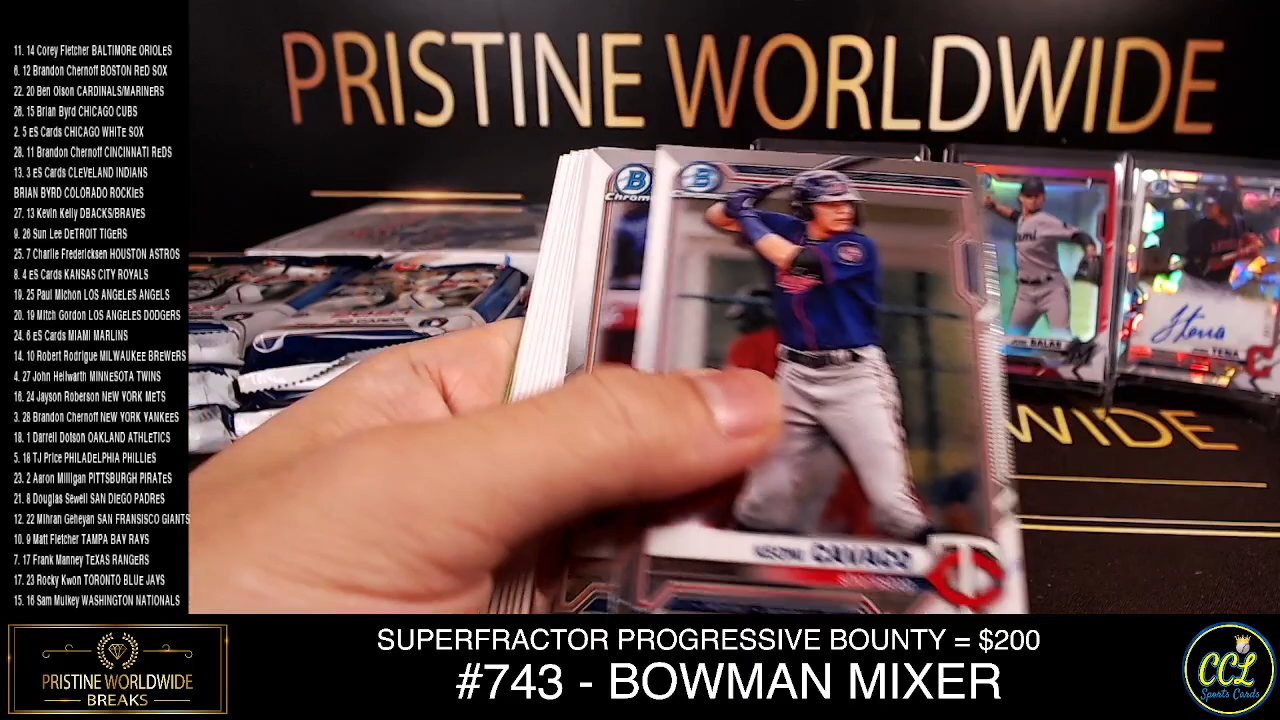 11. 14 Corey Fletcher BALTIMORE ORIOLES
6. 12 Brandon Chernoff BOSTON ReD SOX
22. 20 Ben Olson CARDINALS/MARINeRS
26. 15 Brian Byrd CHICAGO CUBS
2. 5 eS Cards CHICAGO WHITe SOX
28. 11 Brandon Chernoff CINCINNATI ReDS
13. 3 eS Cards CLeVeLAND INDIANS
BRIAN BYRD COLORADO ROCKIeS
27. 13 Kevin Kelly DBACKS/BRAVeS
9. 26 Sun Lee DeTROIT TIGeRS
25. 7 Charlie Fredericksen HOUSTON ASTROS
8. 4 eS Cards KANSAS CITY ROYALS
19. 25 Paul Michon LOS ANGeLeS ANGeLS
20. 19 Mitch Gordon LOS ANGeLeS DODGeRS
24. 6 eS Cards MIAMI MARLINS
14. 10 Robert Rodrigue MILWAUKee BReWeRS
4. 27 John Hellwarth MINNeSOTA TWINS
16. 24 Jayson Roberson NeW YORK MeTS
3. 28 Brandon Chernoff NeW YORK YANKeeS
18. 1 Darrell Dotson OAKLAND ATHLeTICS
5. 18 TJ Price PHILADeLPHIA PHILLIeS
23. 2 Aaron Milligan PITTSBURGH PIRATeS
21. 8 Douglas Sewell SAN DIeGO PADReS
12. 22 Mihran Geheyan SAN FRANSISCO GIANTS
10. 9 Matt Fletcher TAMPA BAY RAYS
7. 17 Frank Manney TeXAS RANGeRS
17. 23 Rocky Kwon TORONTO BLUe JAYS
15. 16 Sam Mulkey WASHINGTON NATIONALS
PRISTINE WORLDWIDE
B
Chrome
B
CAVACO
WIDE
PRISTINE WORLDWIDE
BREAKS
SUPERFRACTOR PROGRESSIVE BOUNTY = $200
#743 - BOWMAN MIXER
CCL
Sports Cards